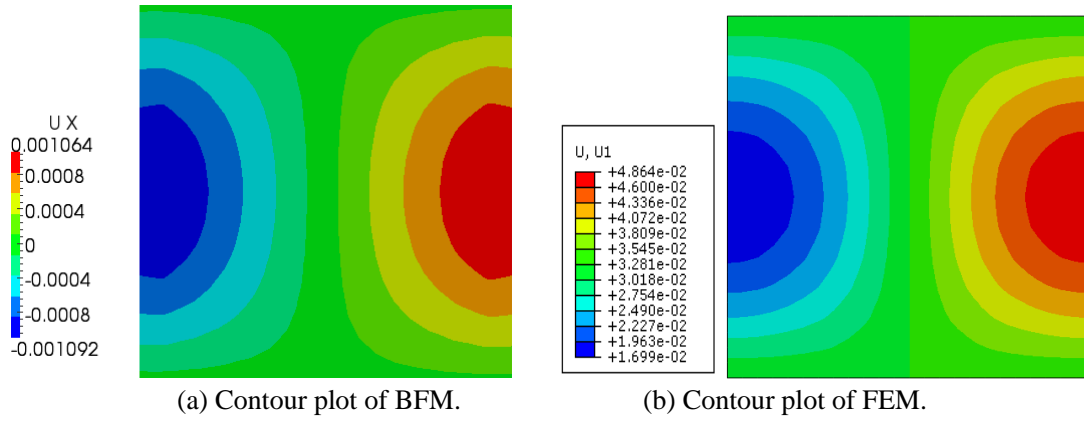 U X
0.001064
0.0008
0.0004
0
-0.0004
-0.0008
-0.001092
U, U1
+4.864e-02
+4.600e-02
+4.336e-02
+4.072e-02
+3.809e-02
+3.545e-02
+3.281e-02
+3.018e-02
+2.754e-02
+2.490e-02
+2.227e-02
+1.963e-02
+1.699e-02
(a) Contour plot of BFM.
(b) Contour plot of FEM.